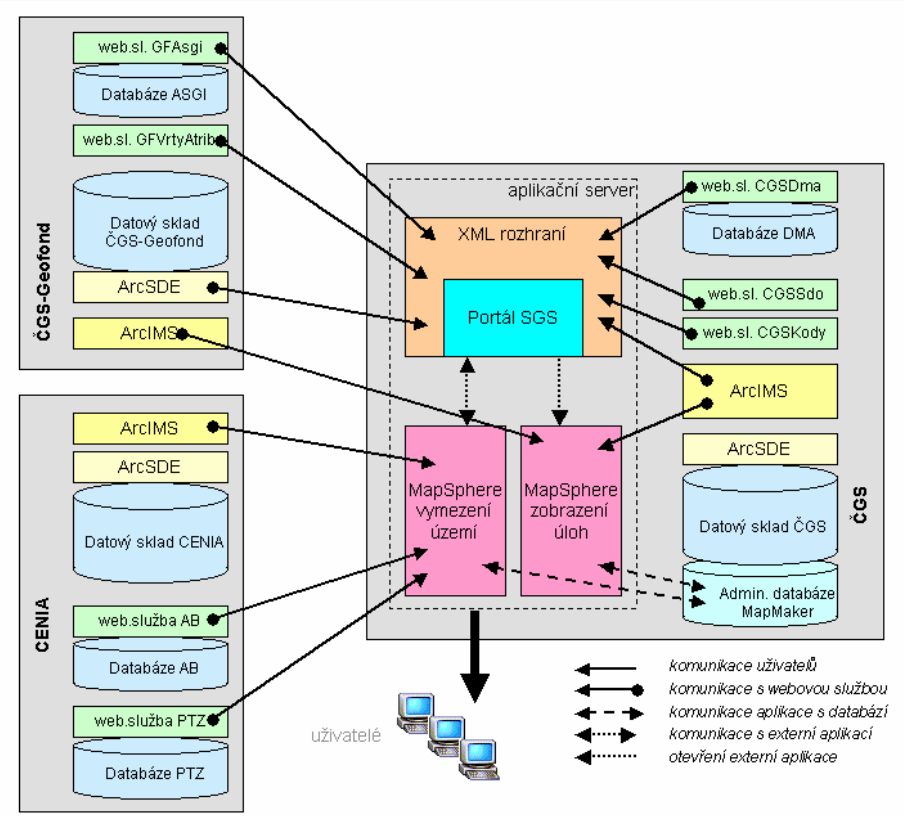 web.sl. GFAsgi
Databáze ASGI
web.sl. GFVrtyAtrib
Datový sklad
ČGS-Geofond
ArcSDE
ArcIMS
ČGS-Geofond
ArcIMS
ArcSDE
Datový sklad CENIA
web.služba AB
Databáze AB
web.služba PTZ
Databáze PTZ
CENIA
aplikační server
XML rozhraní
Portál SGS
MapSphere
vymezení
území
MapSphere
zobrazení
úloh
web.sl. CGSDma
Databáze DMA
web.sl. CGSSdo
web.sl. CGSKody
ArcIMS
ArcSDE
Datový sklad ČGS
Admin. databáze
MapMaker
ČGS
uživatelé
komunikace uživatelů
komunikace s webovou službou
komunikace aplikace s databází
komunikace s externí aplikací
otevření externí aplikace